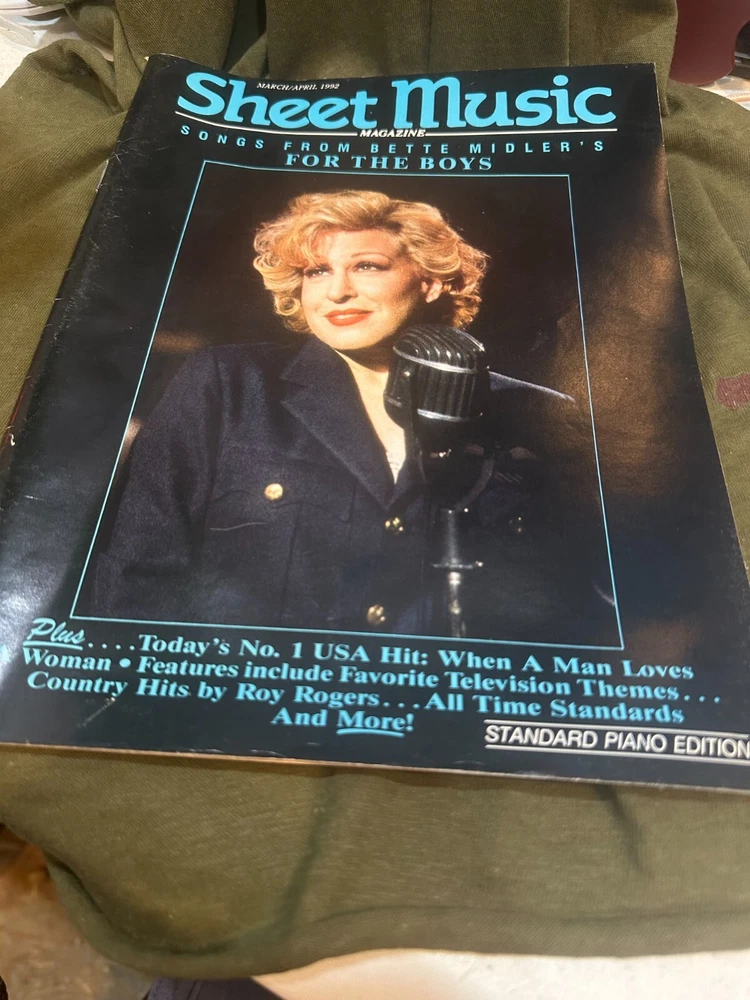 MARCH/APRIL 1992
Sheet Music
MAGAZINE
SONGS FROM BETTE MIDLER'S
FOR THE BOYS
Plus....Today's No. 1 USA Hit: When A Man Loves
Woman • Features include Favorite Television Themes...
Country Hits by Roy Rogers...All Time Standards
And More!
STANDARD PIANO EDITION